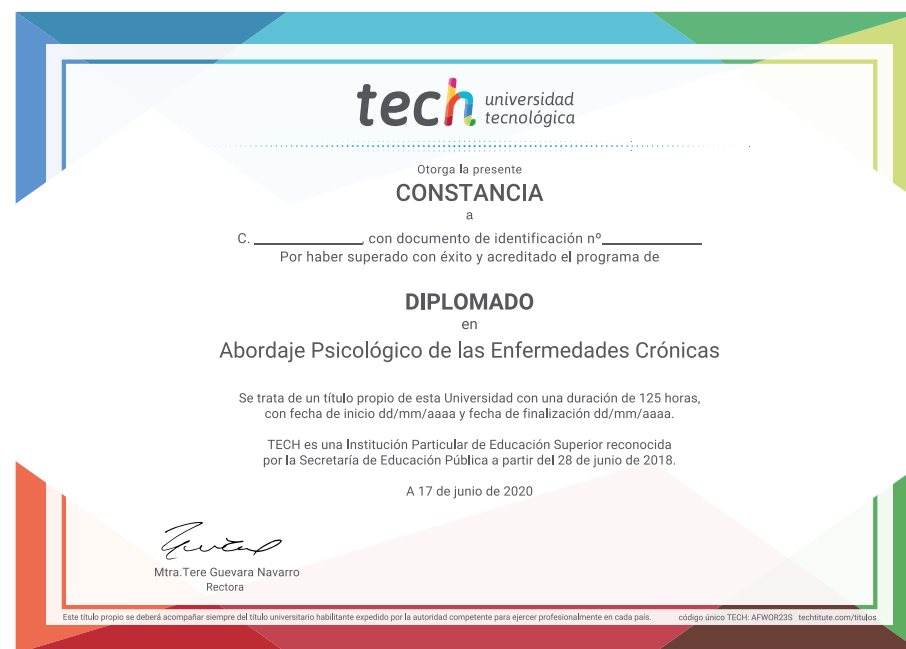 tech universidad
tecnológica
Otorga la presente
CONSTANCIA
a
C. ____________, con documento de identificación nº___________
Por haber superado con éxito y acreditado el programa de
DIPLOMADO
en
Abordaje Psicológico de las Enfermedades Crónicas
Se trata de un título propio de esta Universidad con una duración de 125 horas,
con fecha de inicio dd/mm/aaaa y fecha de finalización dd/mm/aaaa.
TECH es una Institución Particular de Educación Superior reconocida
por la Secretaría de Educación Pública a partir del 28 de junio de 2018.
A 17 de junio de 2020
Mtra.Tere Guevara Navarro
Rectora
Este título propio se deberá acompañar siempre del título universitario habilitante expedido por la autoridad competente para ejercer profesionalmente en cada país. código único TECH: AFWOR23S techtitute.com/titulos